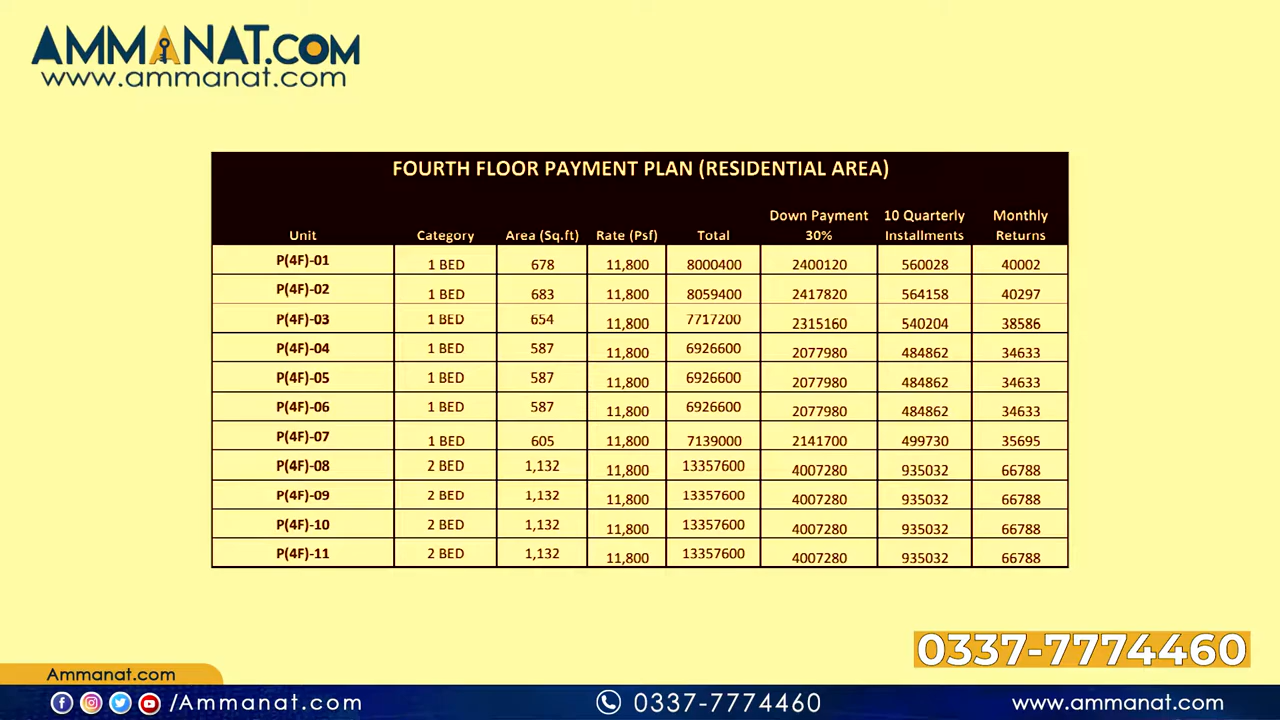 AMMANAT.COM
www.ammanat.com
FOURTH FLOOR PAYMENT PLAN (RESIDENTIAL AREA)
Unit Category Area (Sq.ft) Rate (Psf) Total Down Payment 30% 10 Quarterly Installments Monthly Returns
P(4F)-01 1 BED 678 11,800 8000400 2400120 560028 40002
P(4F)-02 1 BED 683 11,800 8059400 2417820 564158 40297
P(4F)-03 1 BED 654 11,800 7717200 2315160 540204 38586
P(4F)-04 1 BED 587 11,800 6926600 2077980 484862 34633
P(4F)-05 1 BED 587 11,800 6926600 2077980 484862 34633
P(4F)-06 1 BED 587 11,800 6926600 2077980 484862 34633
P(4F)-07 1 BED 605 11,800 7139000 2141700 499730 35695
P(4F)-08 2 BED 1,132 11,800 13357600 4007280 935032 66788
P(4F)-09 2 BED 1,132 11,800 13357600 4007280 935032 66788
P(4F)-10 2 BED 1,132 11,800 13357600 4007280 935032 66788
P(4F)-11 2 BED 1,132 11,800 13357600 4007280 935032 66788
0337-7774460
Ammanat.com
/Ammanat.com 0337-7774460 www.ammanat.com